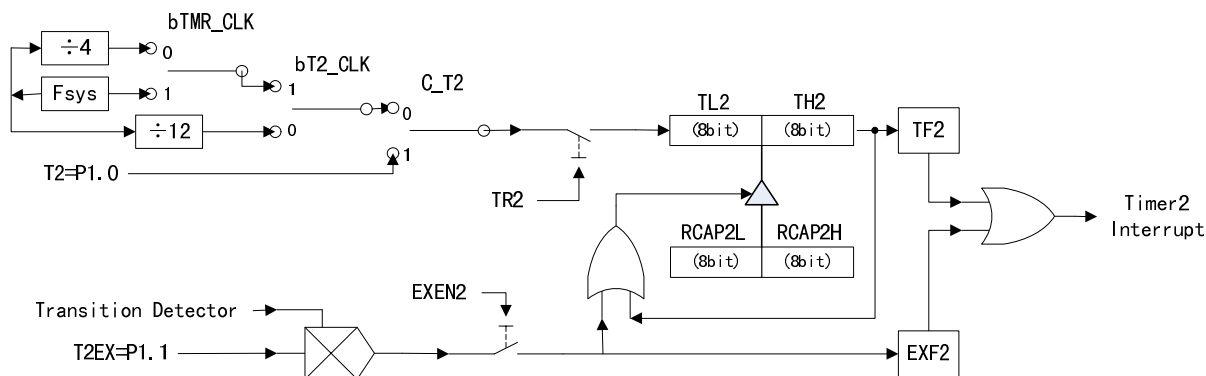 bTMR_CLK
÷4
0
bT2_CLK
Fsys
1
1
C_T2
0
TL2
TH2
÷12
0
(8bit)
(8bit)
TF2
1
T2=P1.0
TR2
Timer2
Interrupt
RCAP2L
RCAP2H
(8bit)
(8bit)
EXEN2
Transition Detector
T2EX=P1.1
EXF2